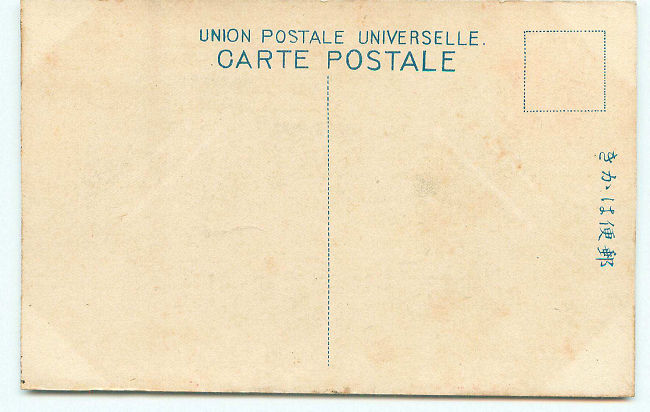 UNION POSTALE UNIVERSELLE.
CARTE POSTALE
郵便はかき